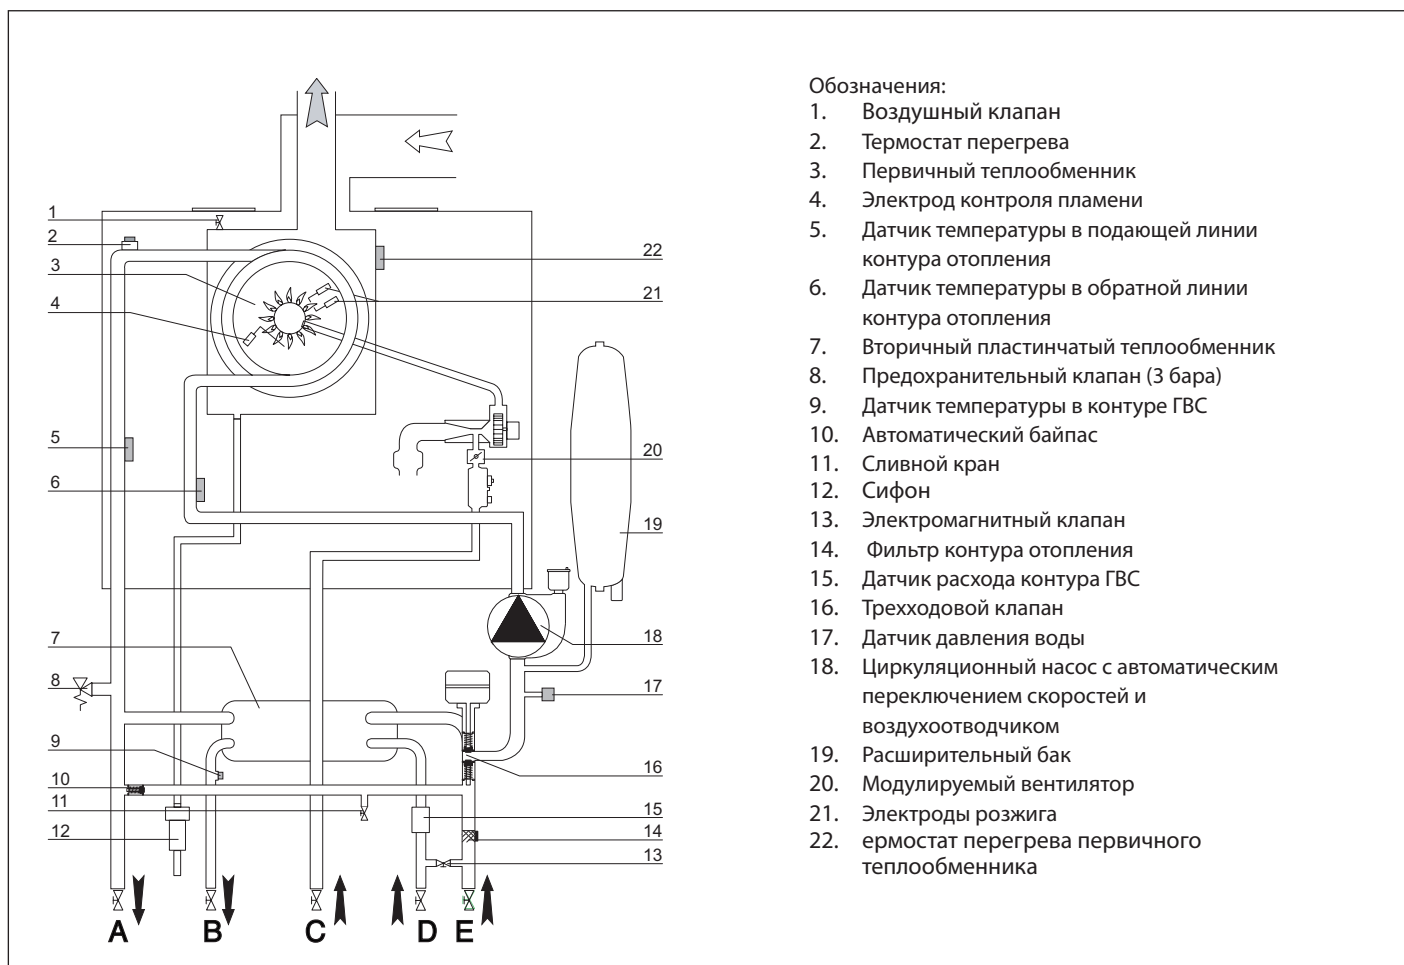 Обозначения:
1. Воздушный клапан
2. Термостат перегрева
3. Первичный теплообменник
4. Электрод контроля пламени
5. Датчик температуры в подающей линии
контура отопления
6. Датчик температуры в обратной линии
контура отопления
7. Вторичный пластинчатый теплообменник
8. Предохранительный клапан (3 бара)
9. Датчик температуры в контуре ГВС
10. Автоматический байпас
11. Сливной кран
12. Сифон
13. Электромагнитный клапан
14. Фильтр контура отопления
15. Датчик расхода контура ГВС
16. Трехходовой клапан
17. Датчик давления воды
18. Циркуляционный насос с автоматическим
переключением скоростей и
воздухоотводчиком
19. Расширительный бак
20. Модулируемый вентилятор
21. Электроды розжига
22. ермостат перегрева первичного
теплообменника
1
2
3
4
5
6
7
8
9
10
11
12
22
21
20
19
18
17
16
15
14
13
A B C D E